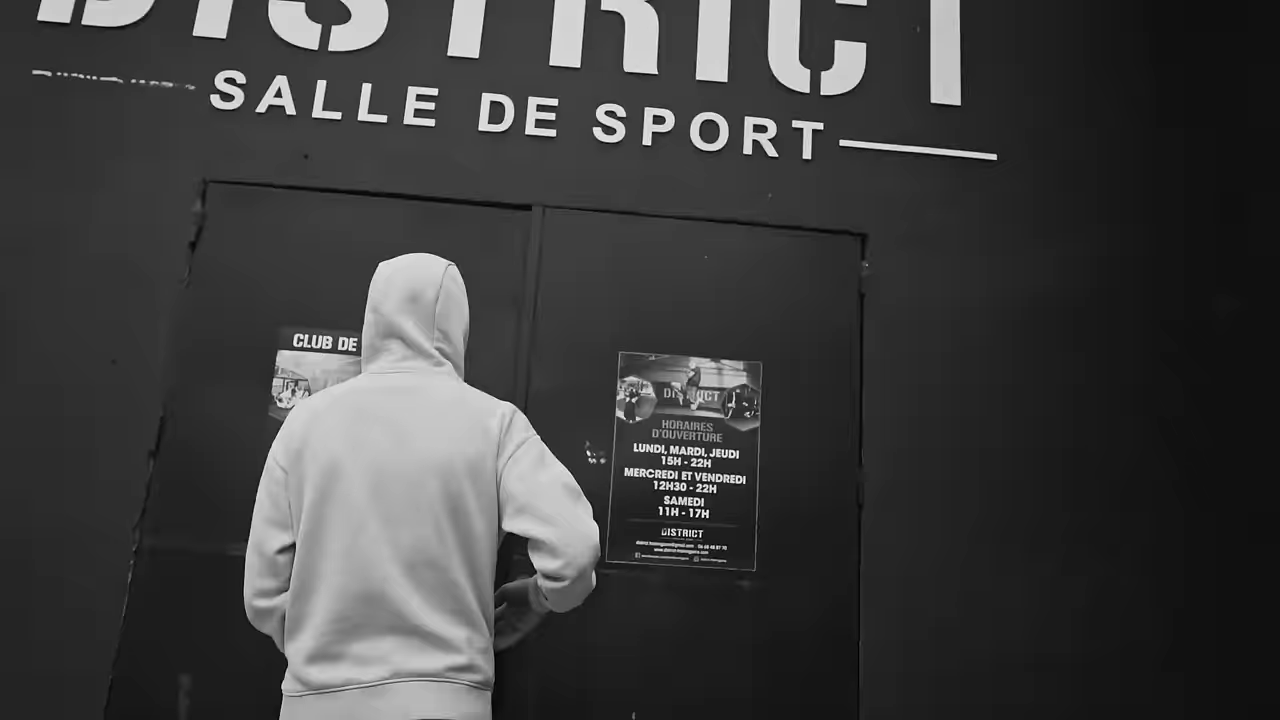 DISTRICT
SALLE DE SPORT
CLUB DE
DISTRICT
HORAIRES
D'OUVERTURE
LUNDI, MARDI, JEUDI
15H - 22H
MERCREDI ET VENDREDI
12H30 - 22H
SAMEDI
11H - 17H
DISTRICT